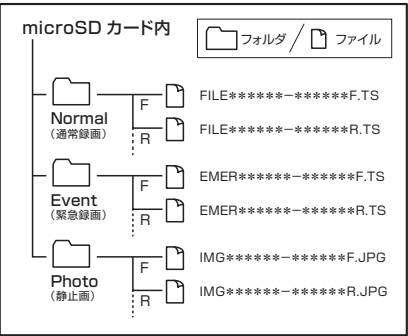 microSD カード内
フォルダ／ファイル
F
FILE******-******F.TS
Normal
(通常録画)
R
FILE******-******R.TS
F
EMER******-******F.TS
Event
(緊急録画)
R
EMER******-******R.TS
F
IMG******-******F.JPG
Photo
(静止画)
R
IMG******-******R.JPG